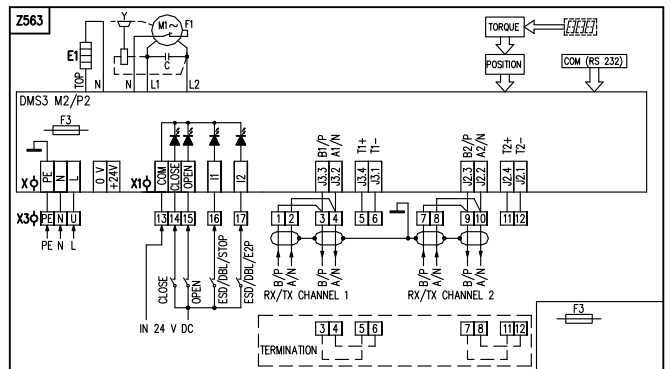 Z563
Y
M1~
F1
TORQUE
E1
C
POSITION
COM (RS 232)
TOP
N
N
L1
L2
DMS3 M2/P2
F3
B1/P
A1/N
T1+
T1-
B2/P
A2/N
T2+
T2-
X
PE
N
L
0 V
+24V
X1
COM
CLOSE
OPEN
I1
I2
J3.3
J3.2
J3.4
J3.1
J2.3
J2.2
J2.4
J2.1
X3
PE
N
U
13
14
15
16
17
1
2
3
4
5
6
7
8
9
10
11
12
PE N L
CLOSE
OPEN
ESD/DBL/STOP
ESD/DBL/E2P
B/P
A/N
B/P
A/N
B/P
A/N
B/P
A/N
RX/TX CHANNEL 1
RX/TX CHANNEL 2
IN 24 V DC
3
4
5
6
7
8
11
12
TERMINATION
F3